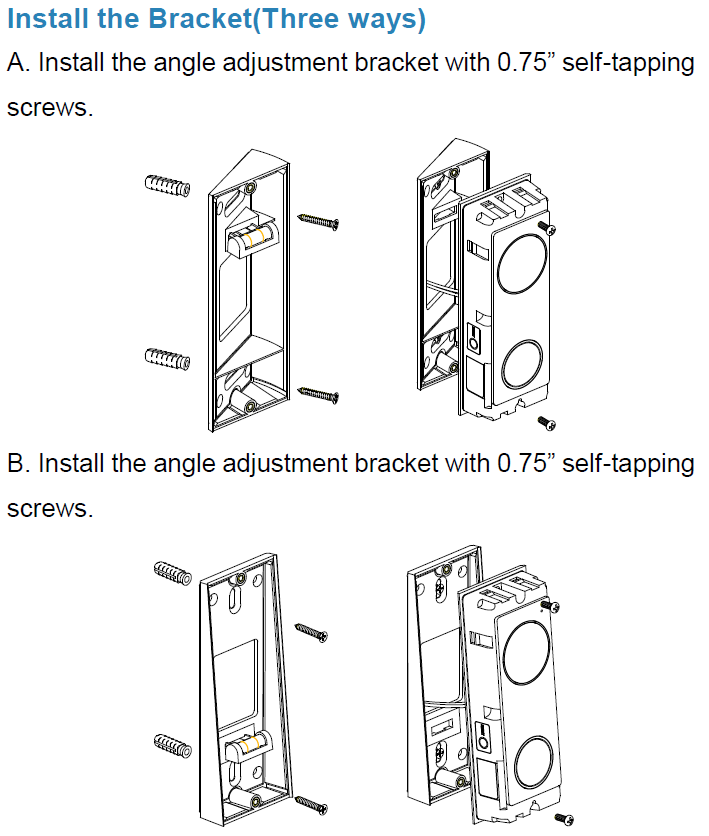 Install the Bracket(Three ways)
A. Install the angle adjustment bracket with 0.75” self-tapping
screws.
B. Install the angle adjustment bracket with 0.75” self-tapping
screws.